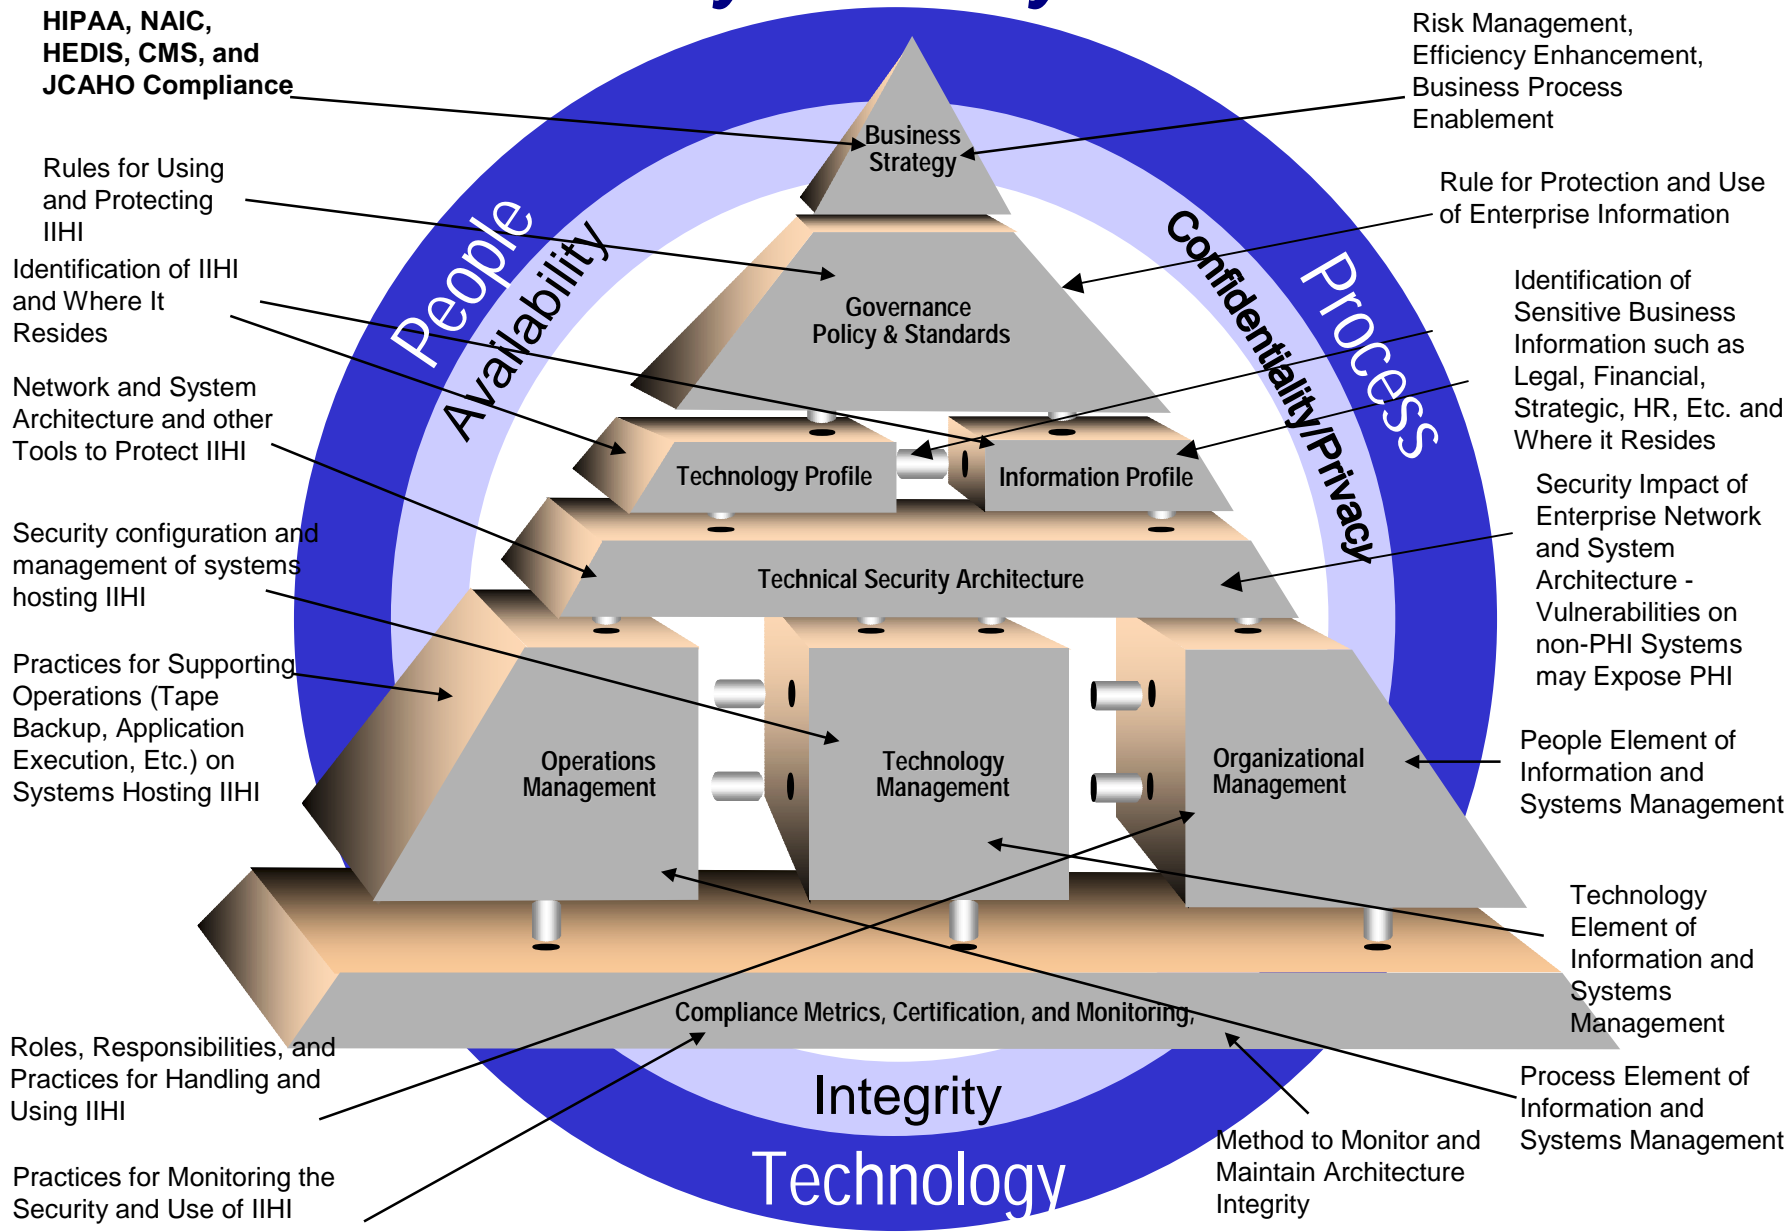 HIPAA, NAIC,
HEDIS, CMS, and
JCAHO Compliance
Risk Management,
Efficiency Enhancement,
Business Process
Enablement
Business
Strategy
Rules for Using
and Protecting
IIHI
Rule for Protection and Use
of Enterprise Information
People
Availability
Confidentiality/Privacy
Process
Identification of IIHI
and Where It
Resides
Governance
Policy & Standards
Identification of
Sensitive Business
Information such as
Legal, Financial,
Strategic, HR, Etc. and
Where it Resides
Network and System
Architecture and other
Tools to Protect IIHI
Technology Profile
Information Profile
Security configuration and
management of systems
hosting IIHI
Technical Security Architecture
Security Impact of
Enterprise Network
and System
Architecture -
Vulnerabilities on
non-PHI Systems
may Expose PHI
Practices for Supporting
Operations (Tape
Backup, Application
Execution, Etc.) on
Systems Hosting IIHI
Operations
Management
Technology
Management
Organizational
Management
People Element of
Information and
Systems Management
Technology
Element of
Information and
Systems
Management
Compliance Metrics, Certification, and Monitoring,
Roles, Responsibilities, and
Practices for Handling and
Using IIHI
Process Element of
Information and
Systems Management
Integrity
Method to Monitor and
Maintain Architecture
Integrity
Practices for Monitoring the
Security and Use of IIHI
Technology